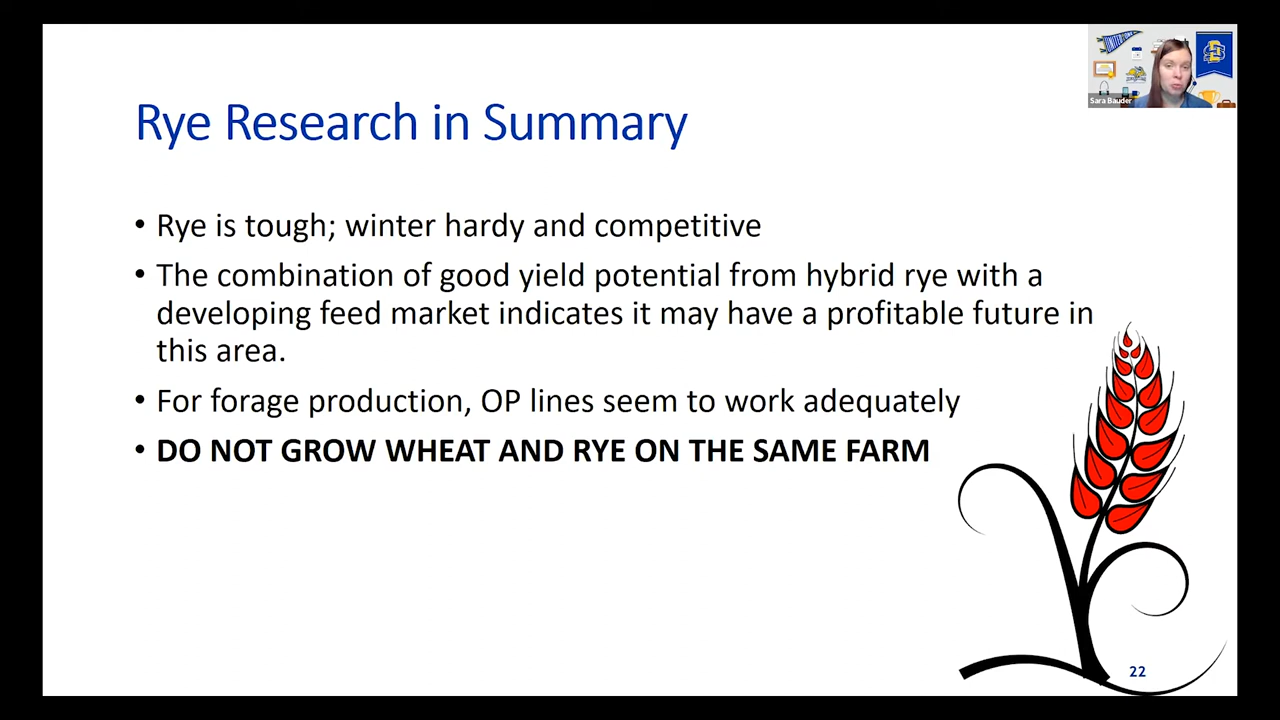 Sara Bauder
Rye Research in Summary
• Rye is tough; winter hardy and competitive
• The combination of good yield potential from hybrid rye with a
developing feed market indicates it may have a profitable future in
this area.
• For forage production, OP lines seem to work adequately
• DO NOT GROW WHEAT AND RYE ON THE SAME FARM
22